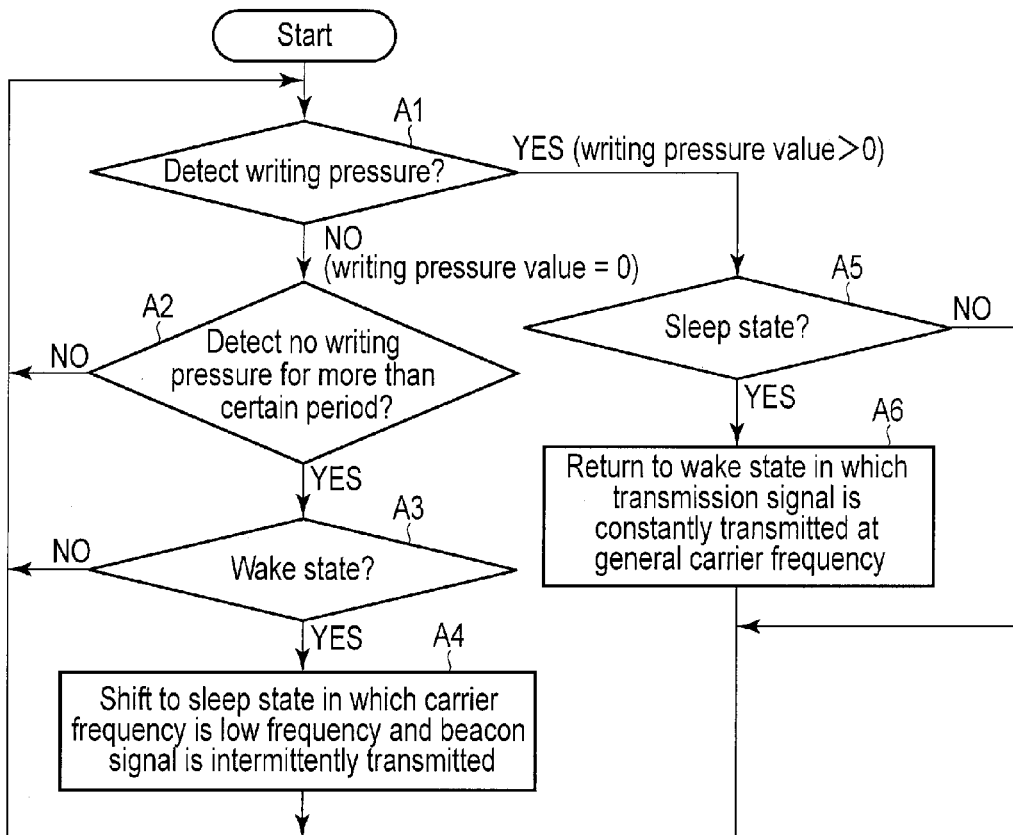 Start
A1
Detect writing pressure?
YES (writing pressure value>0)
NO
(writing pressure value = 0)
A2
Detect no writing
pressure for more than
certain period?
NO
YES
A3
Wake state?
NO
YES
A4
Shift to sleep state in which carrier
frequency is low frequency and beacon
signal is intermittently transmitted
A5
Sleep state?
NO
YES
A6
Return to wake state in which
transmission signal is
constantly transmitted at
general carrier frequency